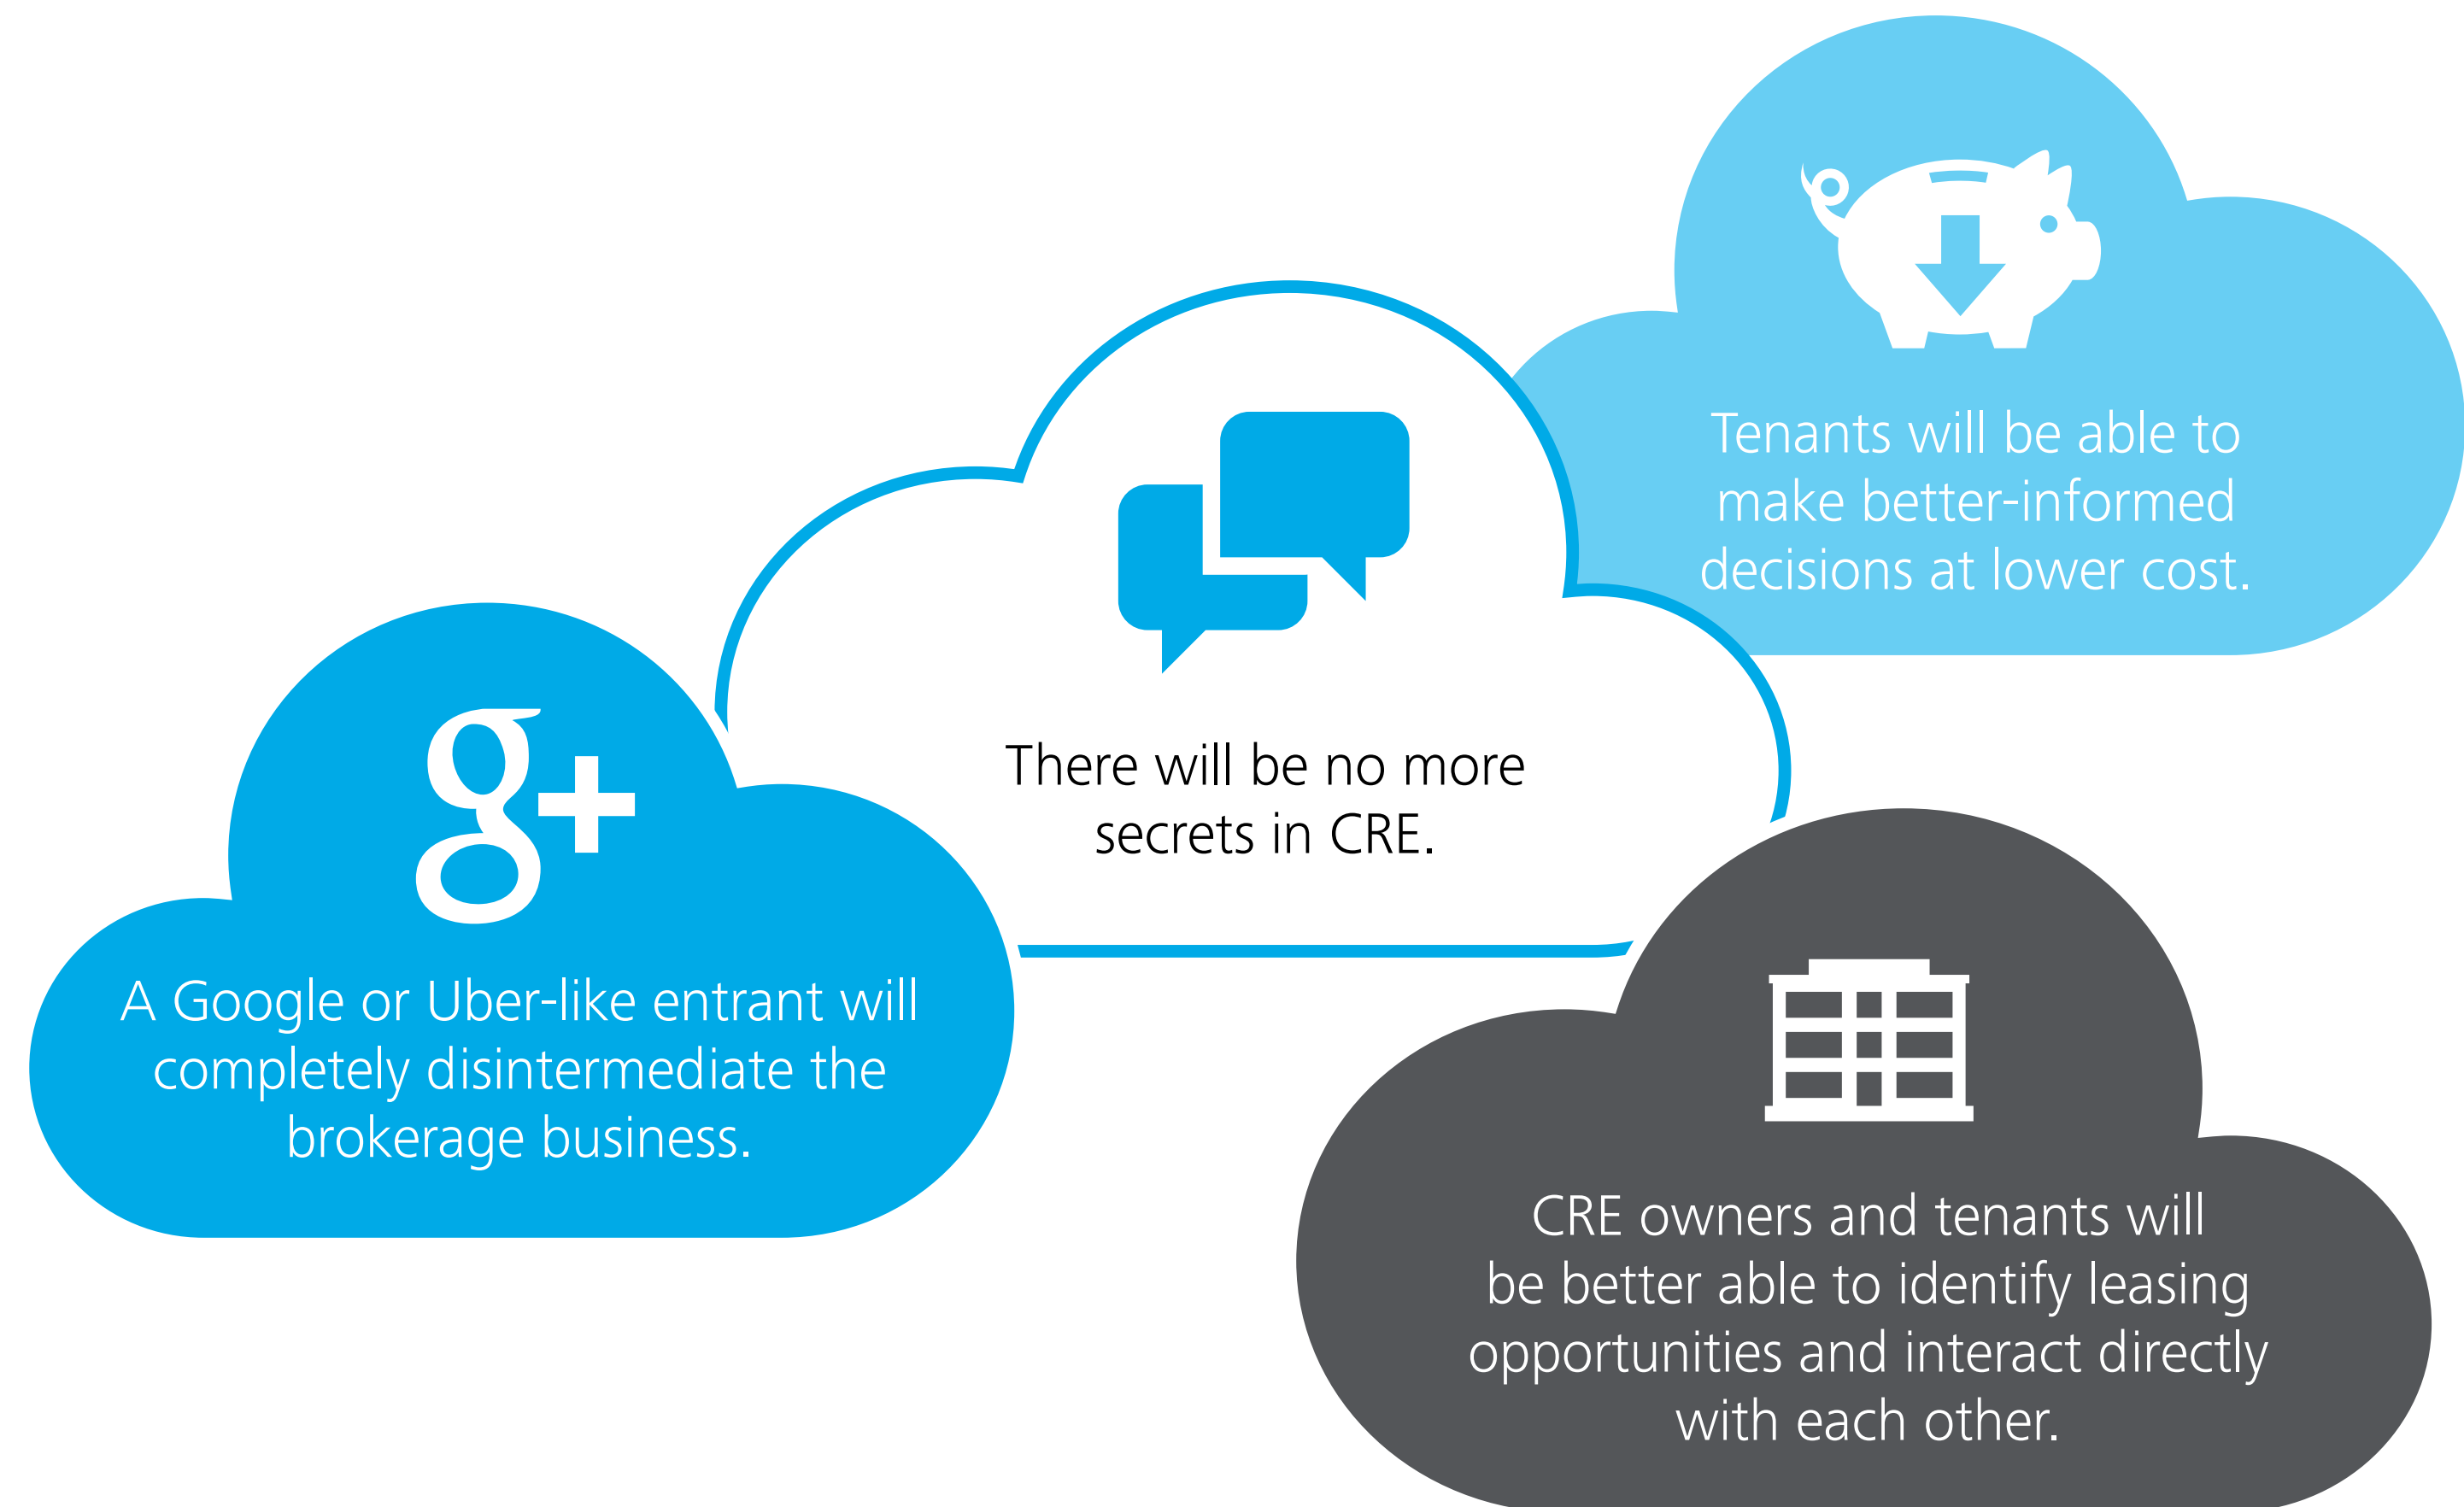 Tenants will be able to
make better-informed
decisions at lower cost.
There will be no more
secrets in CRE.
g+
A Google or Uber-like entrant will
completely disintermediate the
brokerage business.
CRE owners and tenants will
be better able to identify leasing
opportunities and interact directly
with each other.